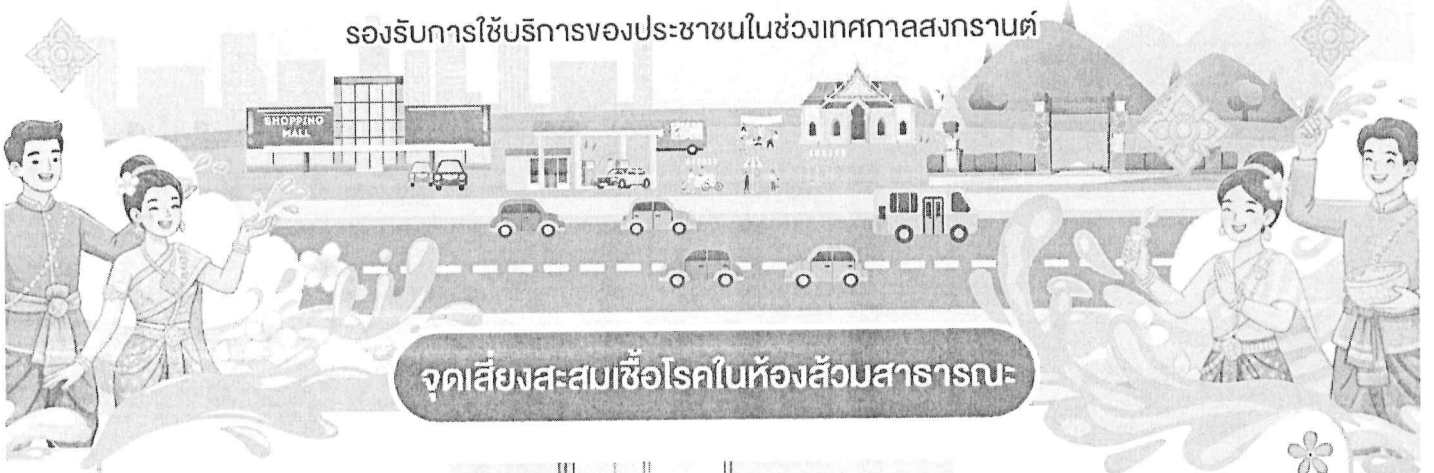 รองรับการใช้บริการของประชาชนในช่วงเทศกาลสงกรานต์
SHOPPING
MALL
จุดเสี่ยงสะสมเชื้อโรคในห้องส้วมสาธารณะ